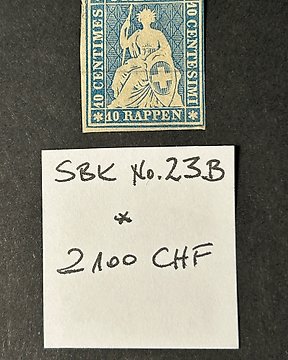 10 CENTIMES
10 CENTESIMI
10 RAPPEN
SBK No. 23B
*
2100 CHF